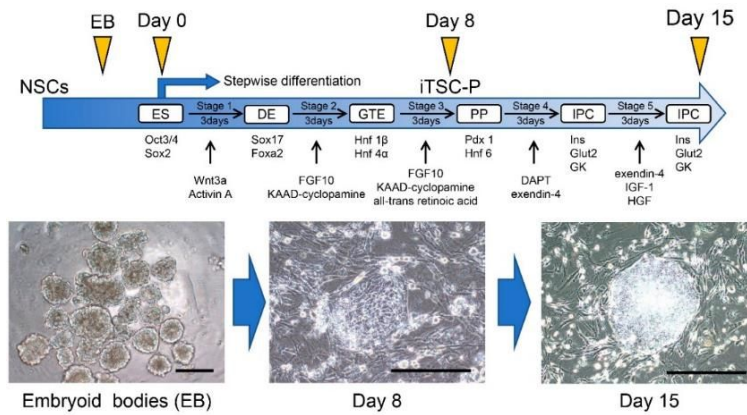 EB
Day 0
Day 8
Day 15
NSCs
Stepwise differentiation
iTSC-P
ES
Stage 1
3days
DE
Stage 2
3days
GTE
Stage 3
3days
PP
Stage 4
3days
IPC
Stage 5
3days
IPC
Oct3/4
Sox2
Sox17
Foxa2
Hnf 1β
Hnf 4α
Pdx 1
Hnf 6
Ins
Glut2
GK
Ins
Glut2
GK
Wnt3a
Activin A
FGF10
KAAD-cyclopamine
FGF10
KAAD-cyclopamine
all-trans retinoic acid
DAPT
exendin-4
exendin-4
IGF-1
HGF
Embryoid bodies (EB)
Day 8
Day 15